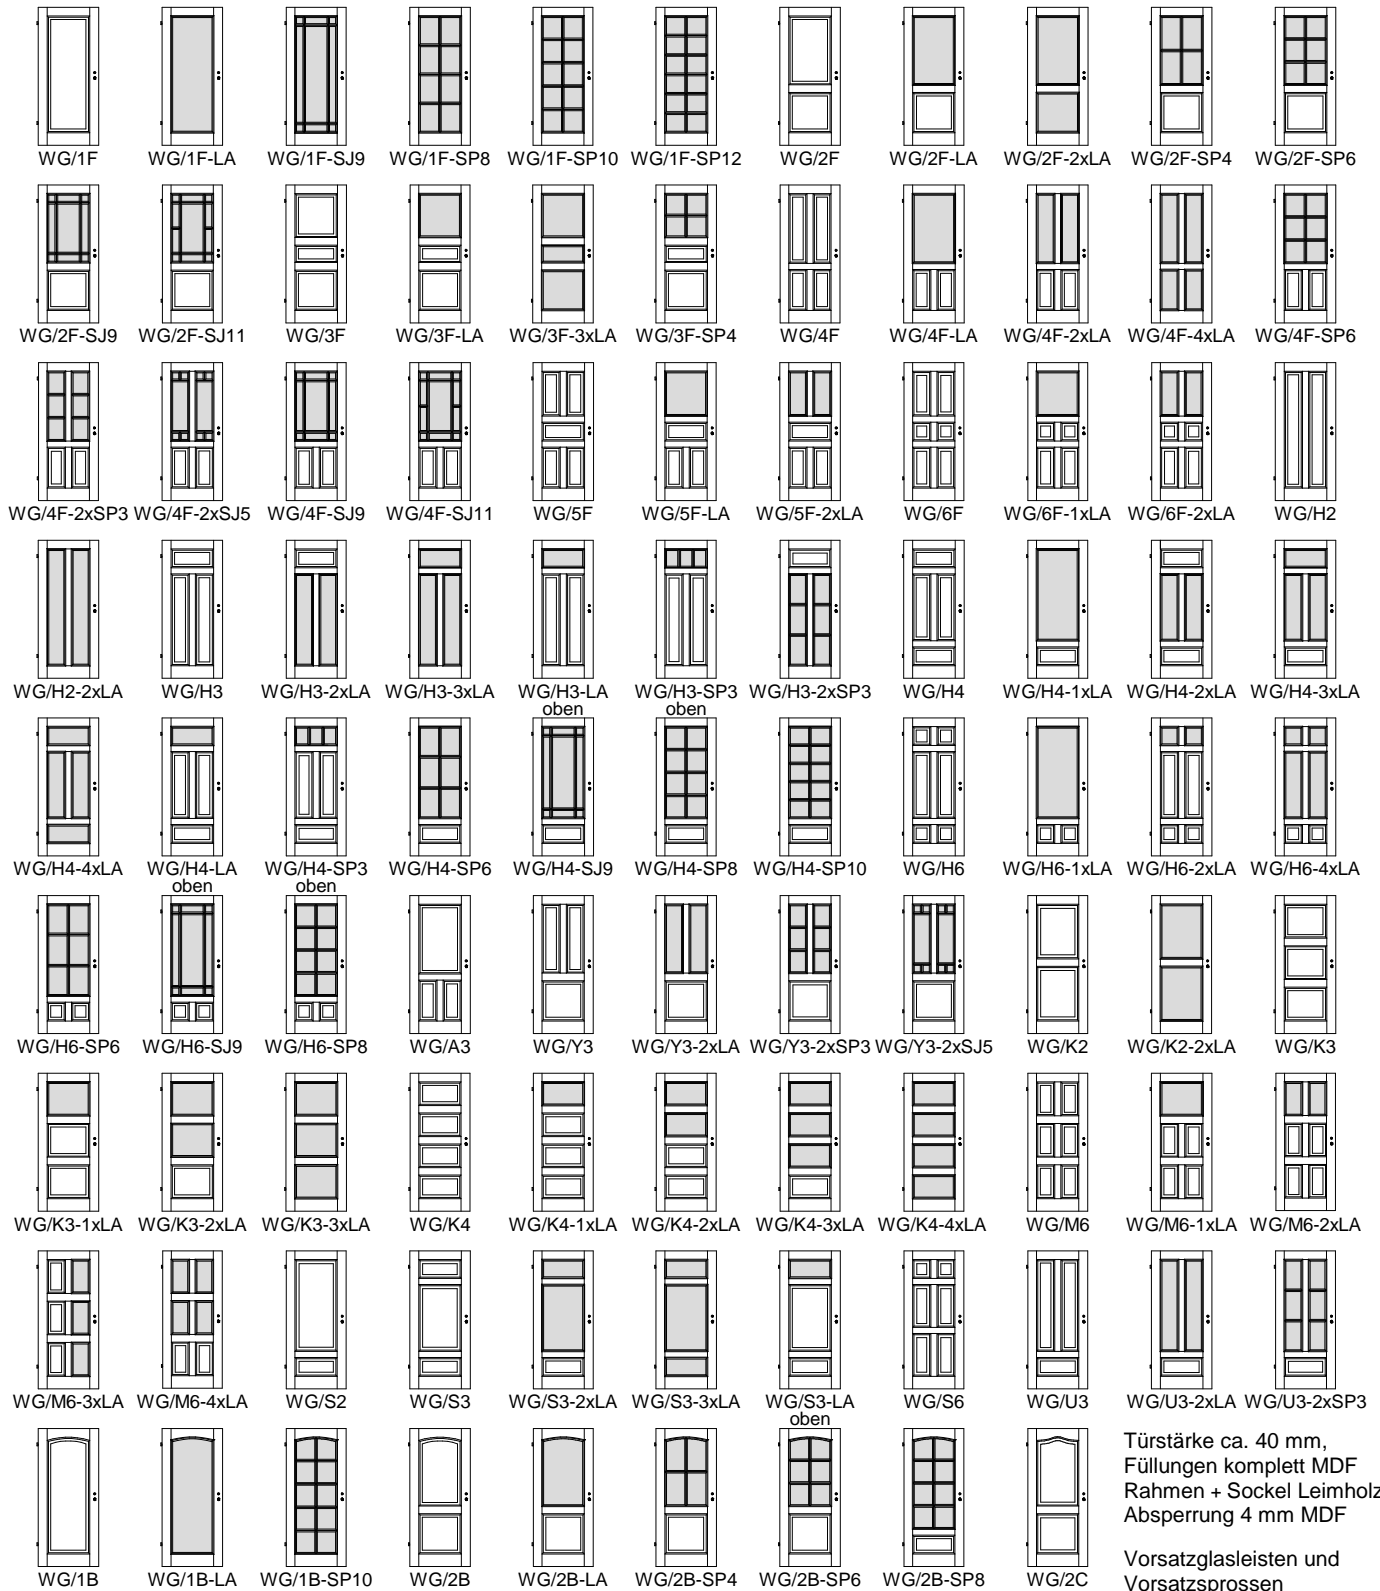 WG/1F WG/1F-LA WG/1F-SJ9 WG/1F-SP8 WG/1F-SP10 WG/1F-SP12 WG/2F WG/2F-LA WG/2F-2xLA WG/2F-SP4 WG/2F-SP6
WG/2F-SJ9 WG/2F-SJ11 WG/3F WG/3F-LA WG/3F-3xLA WG/3F-SP4 WG/4F WG/4F-LA WG/4F-2xLA WG/4F-4xLA WG/4F-SP6
WG/4F-2xSP3 WG/4F-2xSJ5 WG/4F-SJ9 WG/4F-SJ11 WG/5F WG/5F-LA WG/5F-2xLA WG/6F WG/6F-1xLA WG/6F-2xLA WG/H2
WG/H2-2xLA WG/H3 WG/H3-2xLA WG/H3-3xLA WG/H3-LA WG/H3-SP3 WG/H3-2xSP3 WG/H4 WG/H4-1xLA WG/H4-2xLA WG/H4-3xLA
oben oben
WG/H4-4xLA WG/H4-LA WG/H4-SP3 WG/H4-SP6 WG/H4-SJ9 WG/H4-SP8 WG/H4-SP10 WG/H6 WG/H6-1xLA WG/H6-2xLA WG/H6-4xLA
oben oben
WG/H6-SP6 WG/H6-SJ9 WG/H6-SP8 WG/A3 WG/Y3 WG/Y3-2xLA WG/Y3-2xSP3 WG/Y3-2xSJ5 WG/K2 WG/K2-2xLA WG/K3
WG/K3-1xLA WG/K3-2xLA WG/K3-3xLA WG/K4 WG/K4-1xLA WG/K4-2xLA WG/K4-3xLA WG/K4-4xLA WG/M6 WG/M6-1xLA WG/M6-2xLA
WG/M6-3xLA WG/M6-4xLA WG/S2 WG/S3 WG/S3-2xLA WG/S3-3xLA WG/S3-LA WG/S6 WG/U3 WG/U3-2xLA WG/U3-2xSP3
oben
WG/1B WG/1B-LA WG/1B-SP10 WG/2B WG/2B-LA WG/2B-SP4 WG/2B-SP6 WG/2B-SP8 WG/2C
Türstärke ca. 40 mm,
Füllungen komplett MDF
Rahmen + Sockel Leimholz
Absperrung 4 mm MDF
Vorsatzglasleisten und
Vorsatzsprossen